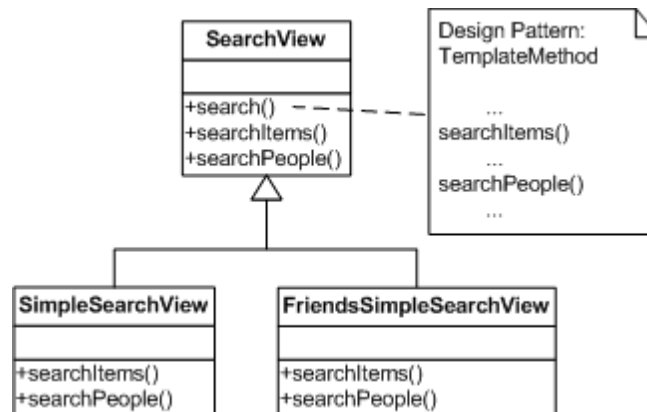 SearchView
+search()
+searchItems()
+searchPeople()
Design Pattern:
TemplateMethod
...
searchItems()
...
searchPeople()
...
SimpleSearchView
+searchItems()
+searchPeople()
FriendsSimpleSearchView
+searchItems()
+searchPeople()